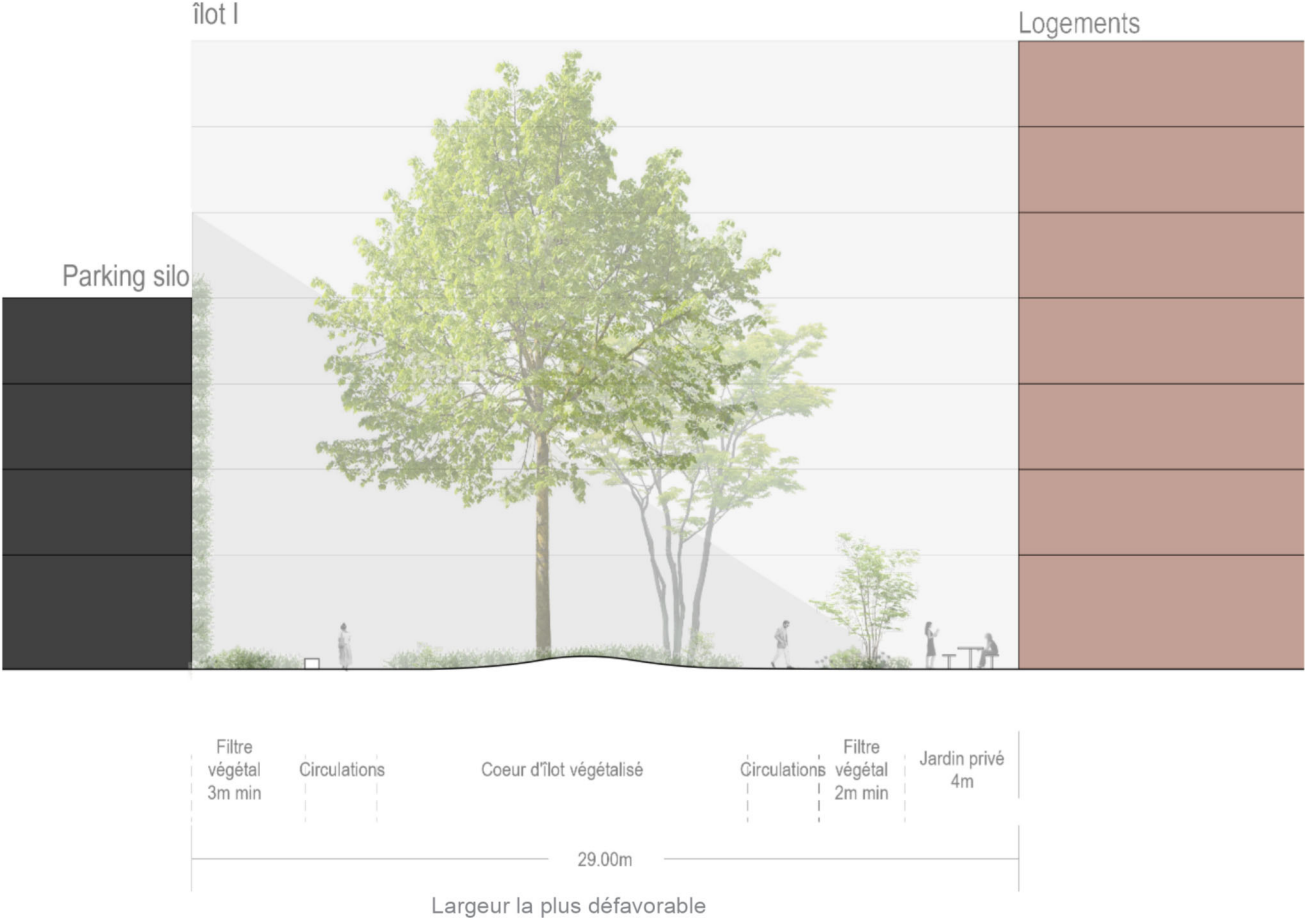 îlot I
Logements
Parking silo
Filtre
végétal
3m min
Circulations
Coeur d'îlot végétalisé
Circulations
Filtre
végétal
2m min
Jardin privé
4m
29.00m
Largeur la plus défavorable